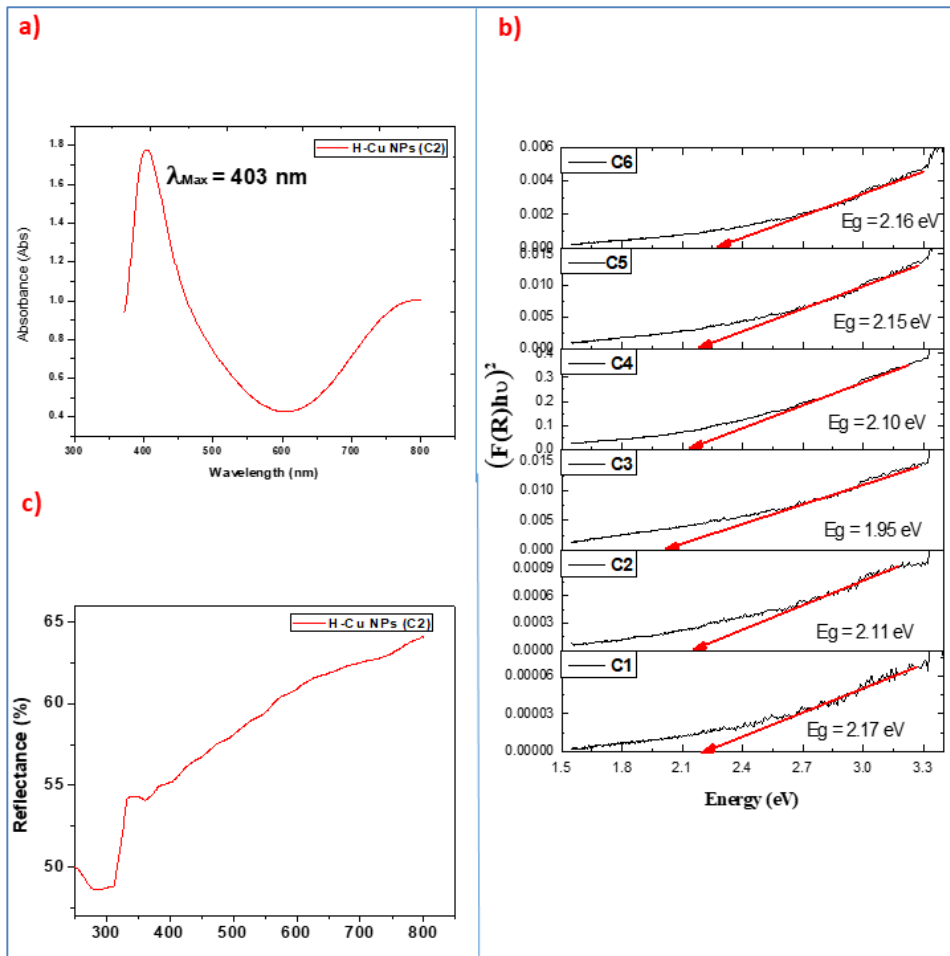 a)
H-Cu NPs (C2)
λMax = 403 nm
1.8
1.6
1.4
1.2
1.0
0.8
0.6
0.4
Absorbance (Abs)
300 400 500 600 700 800
Wavelength (nm)
c)
H-Cu NPs (C2)
65
60
55
50
Reflectance (%)
300 400 500 600 700 800
b)
(F(R)hυ)²
0.006
0.004
0.002
0.000
C6
Eg = 2.16 eV
0.015
0.010
0.005
0.000
C5
Eg = 2.15 eV
0.4
0.3
0.2
0.1
0.0
C4
Eg = 2.10 eV
0.015
0.010
0.005
0.000
C3
Eg = 1.95 eV
0.0009
0.0006
0.0003
0.0000
C2
Eg = 2.11 eV
0.00006
0.00003
0.00000
C1
Eg = 2.17 eV
1.5 1.8 2.1 2.4 2.7 3.0 3.3
Energy (eV)